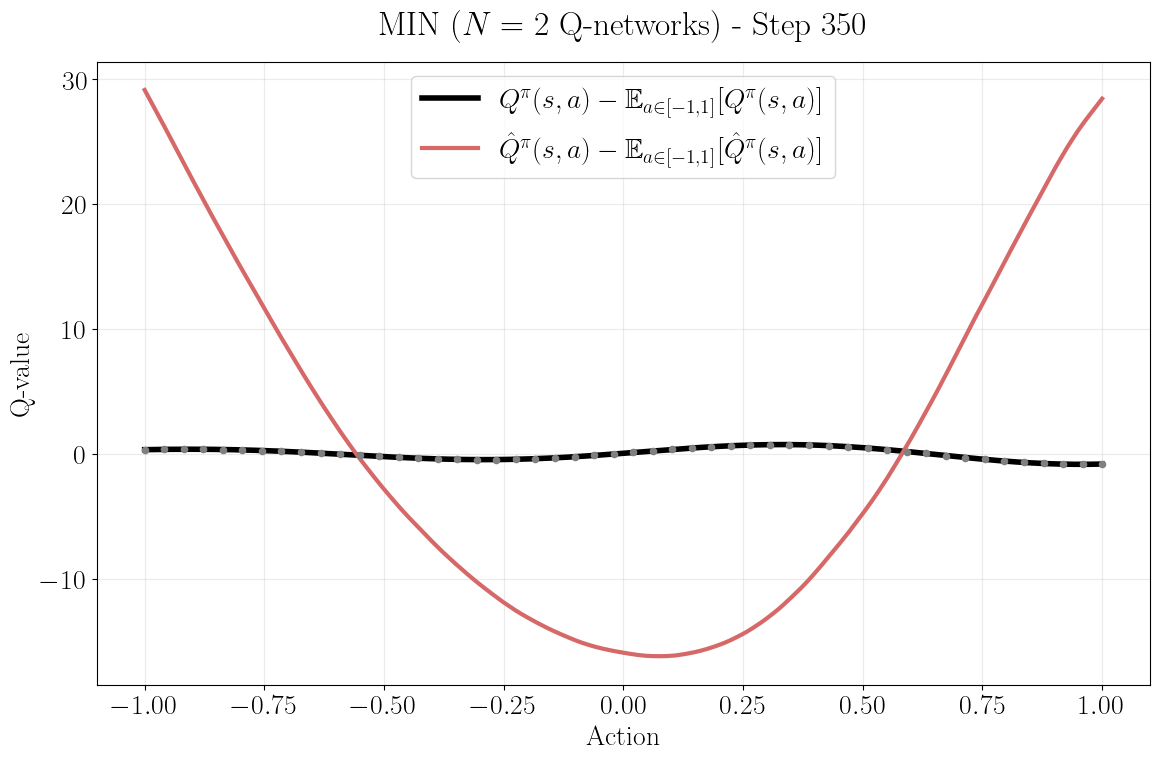 MIN (N = 2 Q-networks) - Step 350
Q^π(s, a) − 𝔼_{a∈[−1,1]}[Q^π(s, a)]
Q̂^π(s, a) − 𝔼_{a∈[−1,1]}[Q̂^π(s, a)]
30
20
10
0
−10
Q-value
−1.00 −0.75 −0.50 −0.25 0.00 0.25 0.50 0.75 1.00
Action